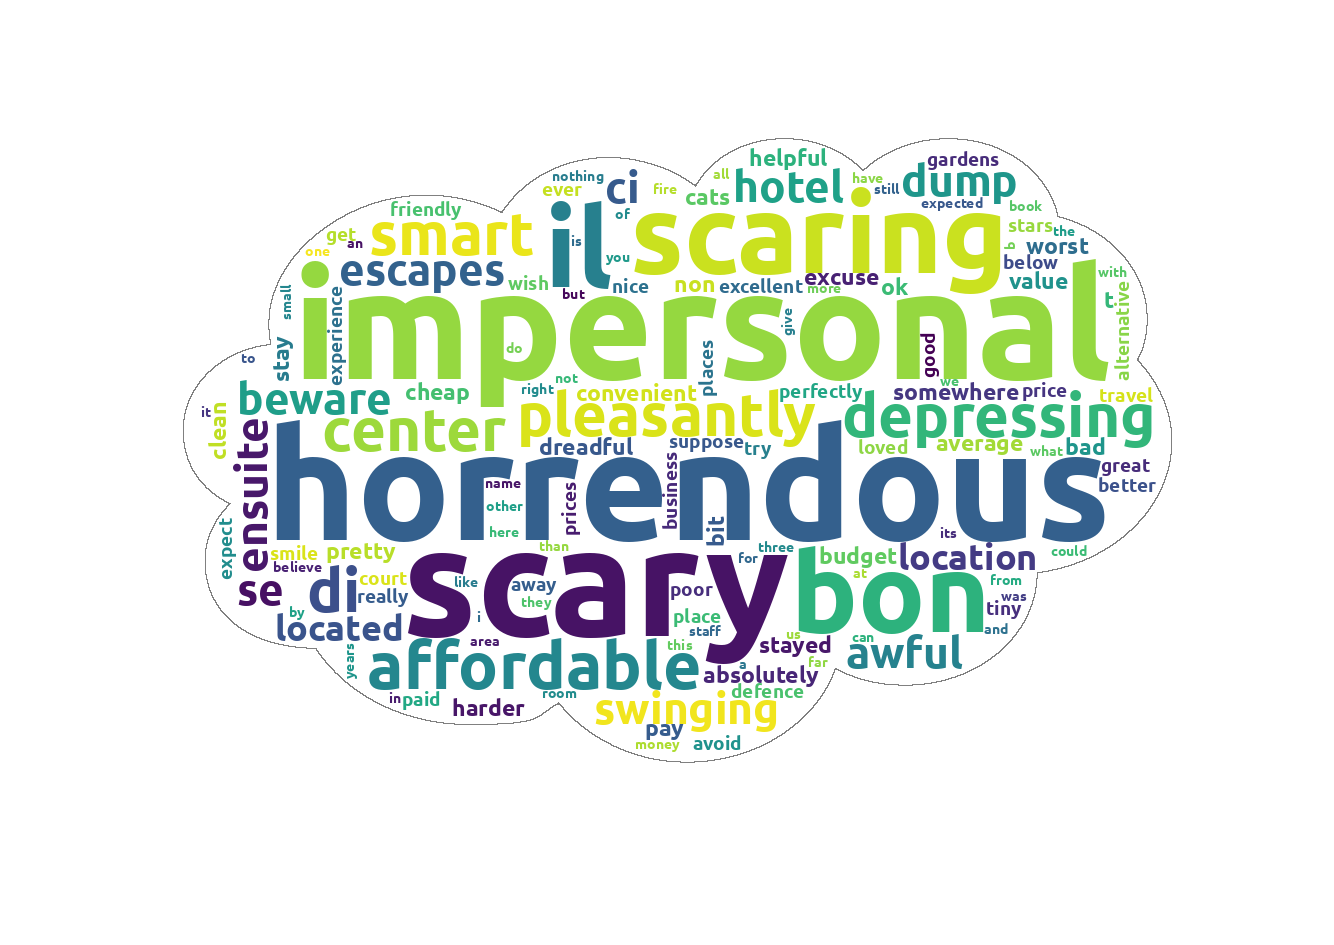 helpful
gardens
all
nothing
ever
ci
fire
cats
hotel
have
still
dump
friendly
of
expected
book
get
an
smart
il
is
scaring
stars
the
one
b
worst
escapes
you
below
wish
nice
non
excellent
excuse
more
ok
value
with
small
but
t
experience
impersonal
give
alternative
stay
do
places
good
to
not
we
beware
cheap
right
convenient
perfectly
somewhere
price
travel
it
clean
center
pleasantly
depressing
dreadful
suppose
try
loved
average
what
bad
ensuite
great
name
business
better
horrendous
other
prices
here
bit
its
expect
smile
pretty
than
for
three
budget
location
could
believe
scary
at
bon
from
se
di
court
really
like
away
poor
was
tiny
they
by
i
place
located
staff
and
area
this
us
stayed
can
awful
years
affordable
a
absolutely
far
in
paid
room
defence
harder
swinging
pay
money
avoid